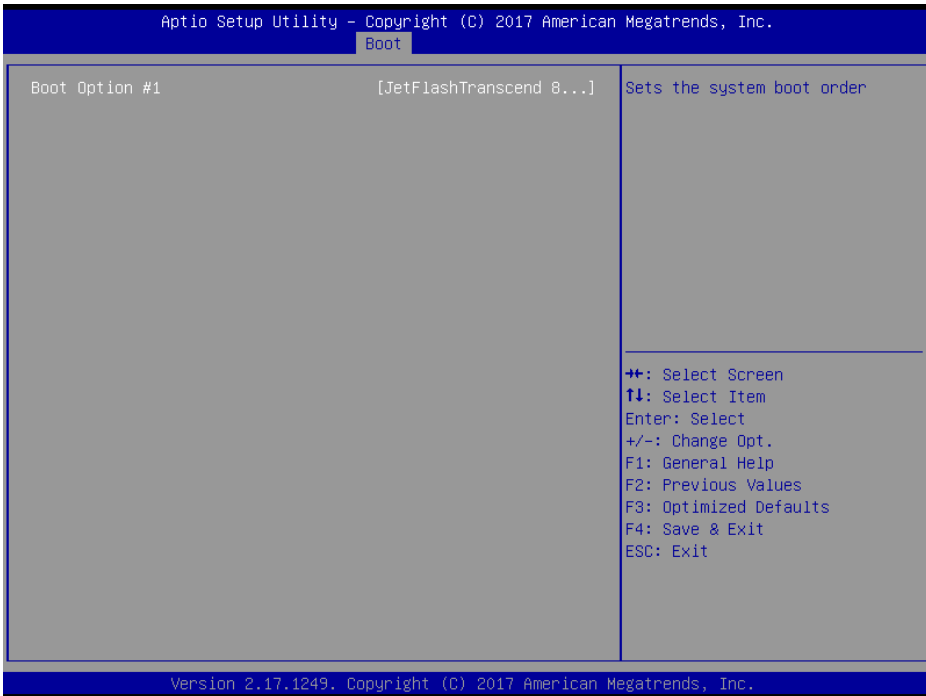 Aptio Setup Utility – Copyright (C) 2017 American Megatrends, Inc.
Boot
Boot Option #1 [JetFlashTranscend 8...]
Sets the system boot order
→←: Select Screen
↑↓: Select Item
Enter: Select
+/-: Change Opt.
F1: General Help
F2: Previous Values
F3: Optimized Defaults
F4: Save & Exit
ESC: Exit
Version 2.17.1249. Copyright (C) 2017 American Megatrends, Inc.